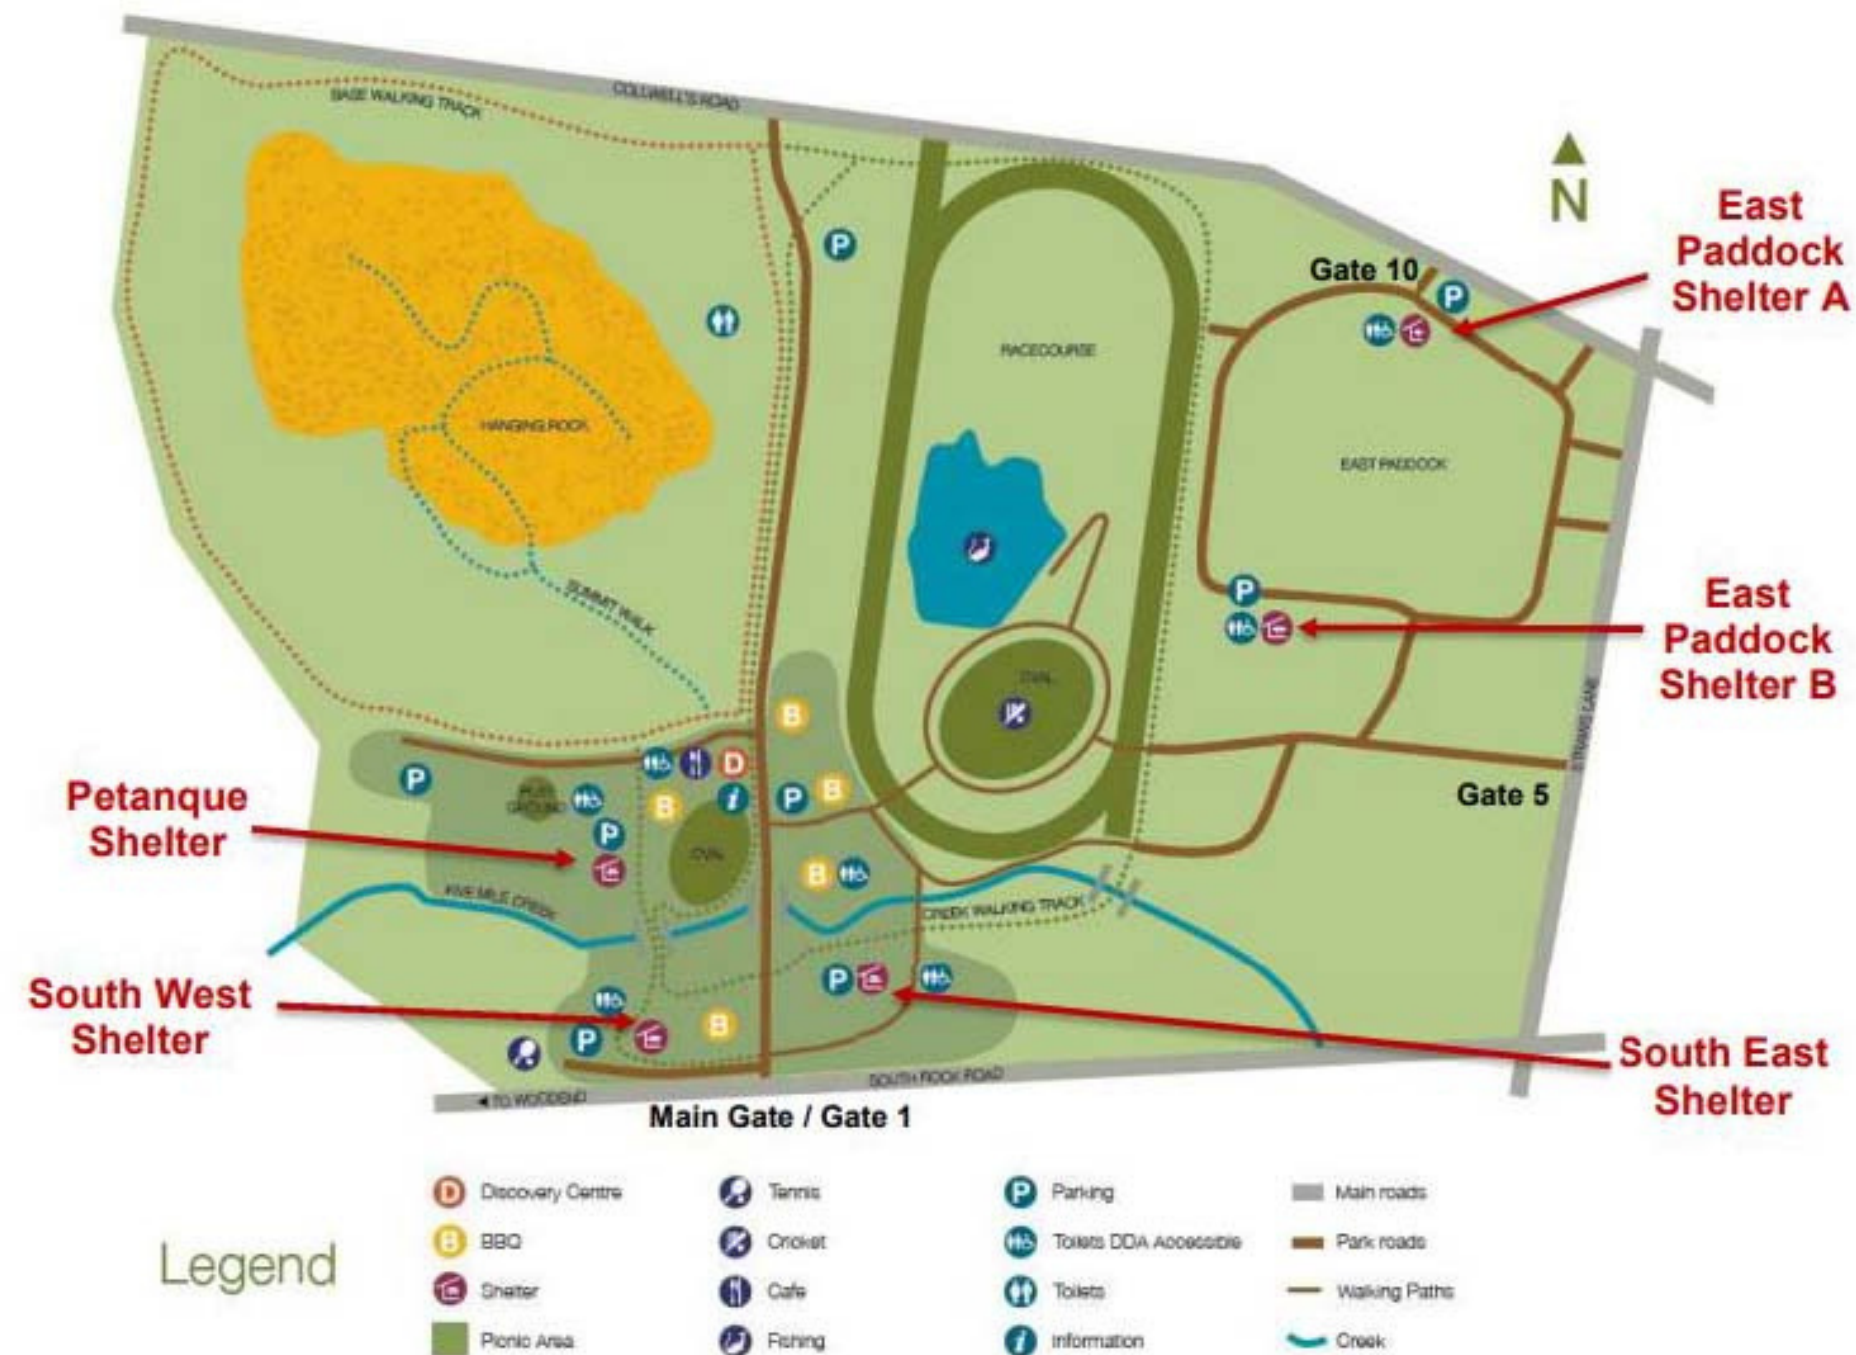 COLWELL'S ROAD
BASE WALKING TRACK
N
East
Paddock
Shelter A
Gate 10
P
P
RACECOURSE
HANGING ROCK
EAST PADDOCK
SUMMIT WALK
P
East
Paddock
Shelter B
OVAL
STRAWS LANE
B
D
P
B
P
B
i
Gate 5
Petanque
Shelter
P
OVAL
B
FIVE MILE CREEK
CREEK WALKING TRACK
South West
Shelter
P
B
P
South East
Shelter
SOUTH ROCK ROAD
TO WOODEND
Main Gate / Gate 1
Legend
D Discovery Centre
B BBQ
Shelter
Picnic Area
Tennis
Cricket
Cafe
Fishing
P Parking
Toilets DDA Accessible
Toilets
i Information
Main roads
Park roads
Walking Paths
Creek